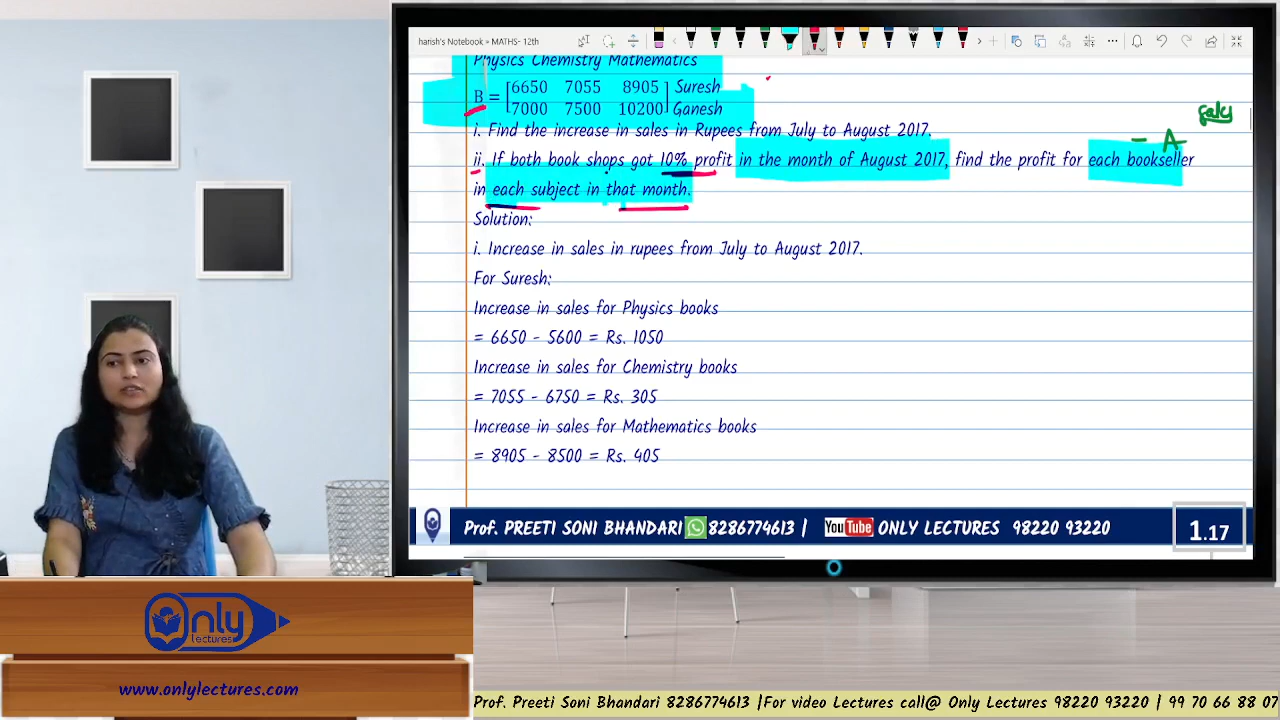 harish's Notebook » MATHS- 12th
Physics Chemistry Mathematics
B = [6650 7055 8905] Suresh
[7000 7500 10200] Ganesh
i. Find the increase in sales in Rupees from July to August 2017.
- A
ii. If both book shops got 10% profit in the month of August 2017, find the profit for each bookseller
in each subject in that month.
Solution:
i. Increase in sales in rupees from July to August 2017.
For Suresh:
Increase in sales for Physics books
= 6650 - 5600 = Rs. 1050
Increase in sales for Chemistry books
= 7055 - 6750 = Rs. 305
Increase in sales for Mathematics books
= 8905 - 8500 = Rs. 405
Prof. PREETI SONI BHANDARI 8286774613 | YouTube ONLY LECTURES 98220 93220
1.17
Only
lectures
www.onlylectures.com
Prof. Preeti Soni Bhandari 8286774613 |For video Lectures call@ Only Lectures 98220 93220 | 99 70 66 88 07